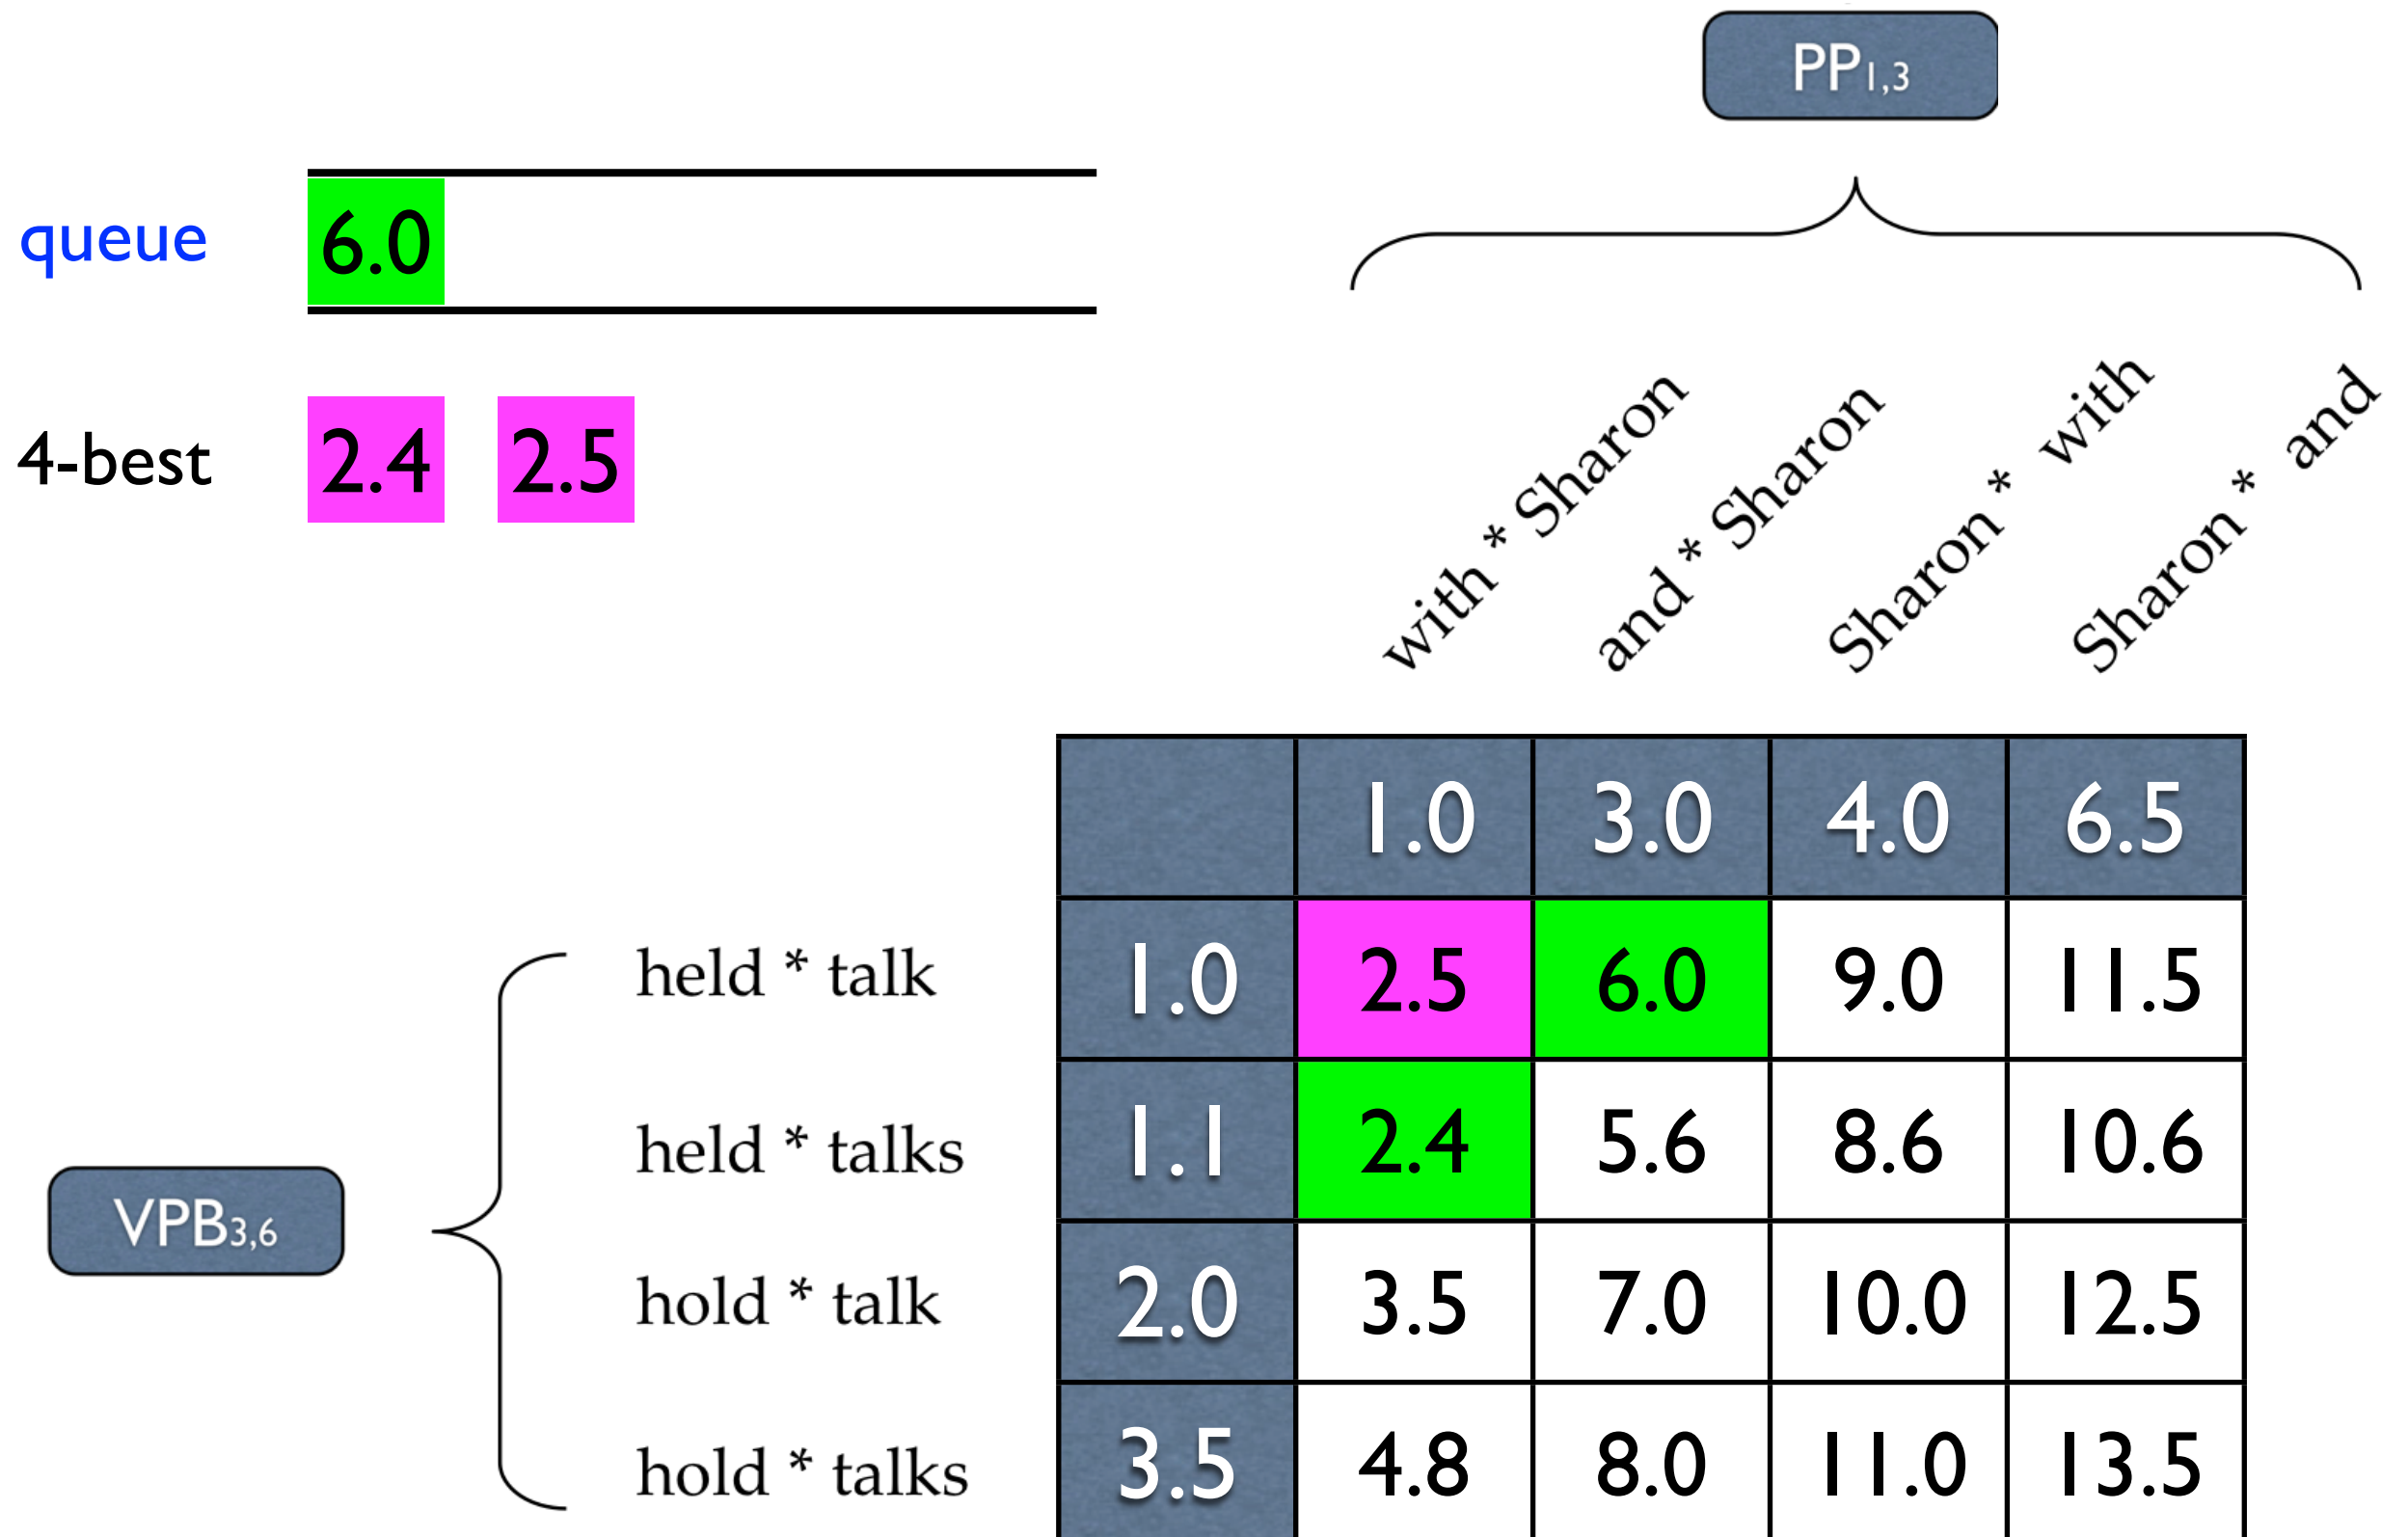 PP1,3
queue 6.0
4-best 2.4 2.5
with * Sharon
and * Sharon
Sharon * with
Sharon * and
1.0 3.0 4.0 6.5
held * talk 1.0 2.5 6.0 9.0 11.5
held * talks 1.1 2.4 5.6 8.6 10.6
VPB3,6
hold * talk 2.0 3.5 7.0 10.0 12.5
hold * talks 3.5 4.8 8.0 11.0 13.5